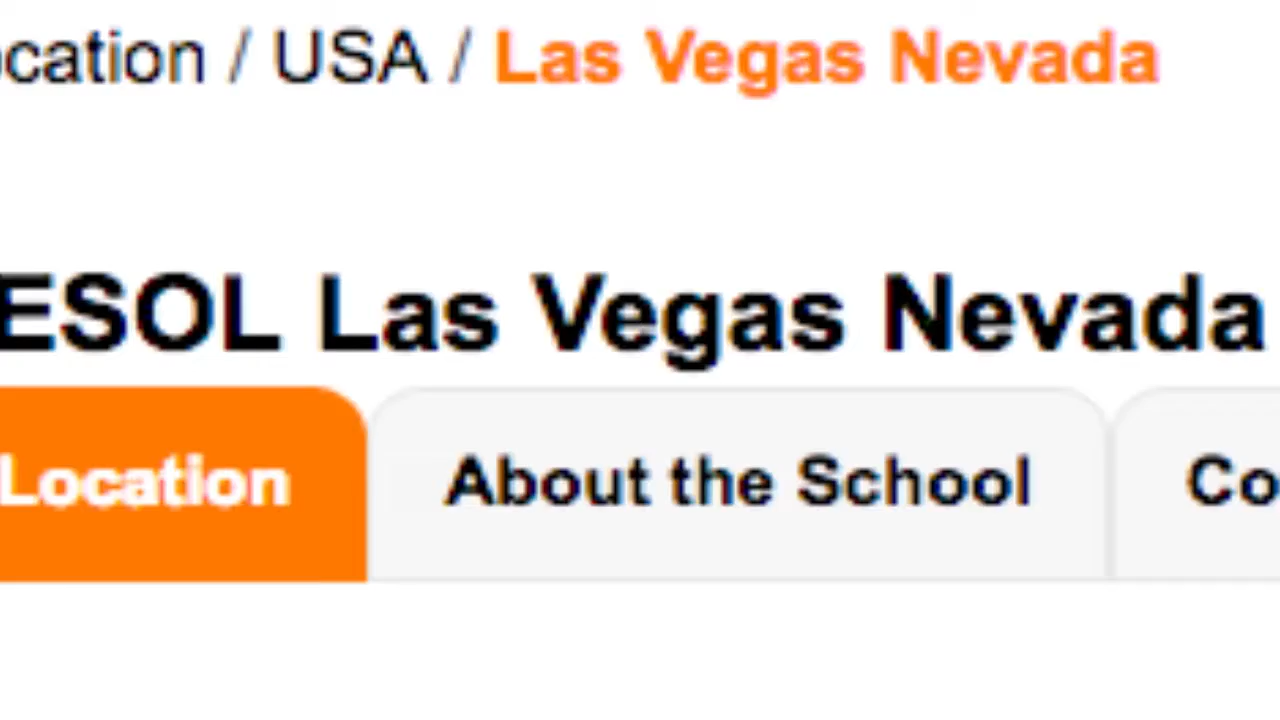 ocation / USA / Las Vegas Nevada
ESOL Las Vegas Nevada
Location About the School Co